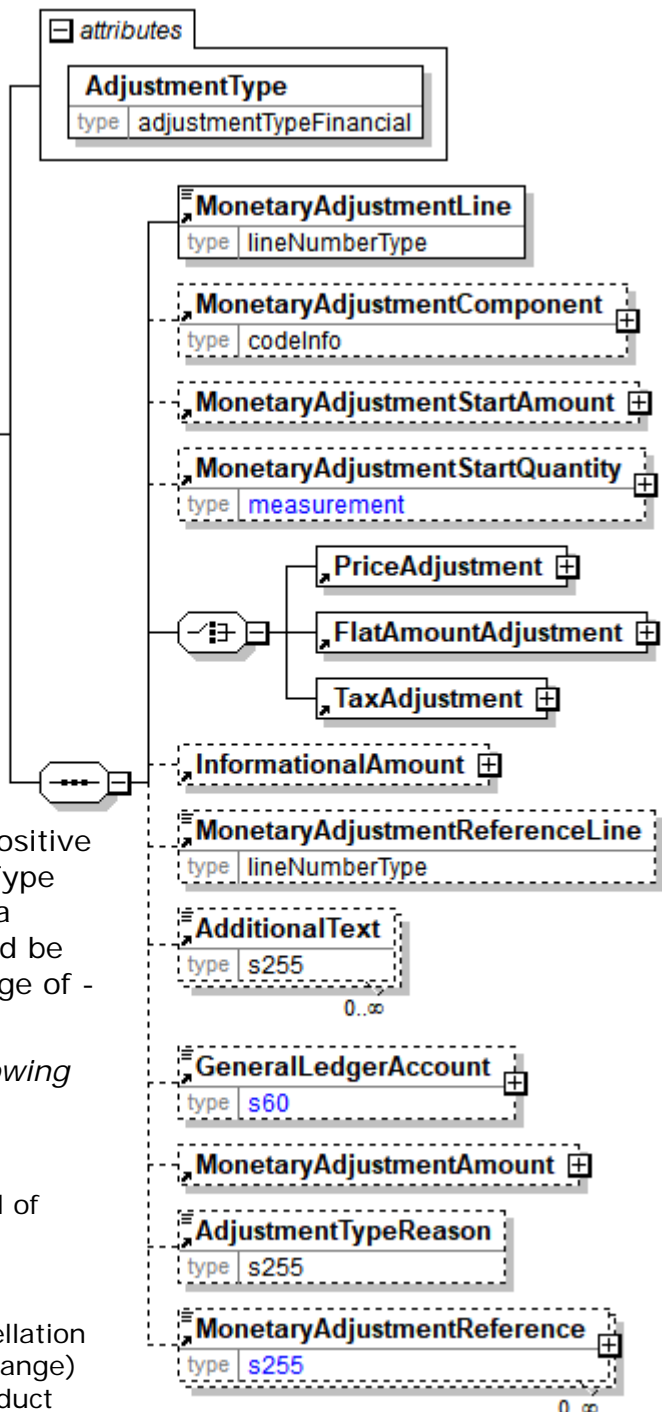 attributes
AdjustmentType
type adjustmentTypeFinancial
MonetaryAdjustmentLine
type lineNumberType
MonetaryAdjustmentComponent
type codeInfo
MonetaryAdjustmentStartAmount
MonetaryAdjustmentStartQuantity
type measurement
PriceAdjustment
FlatAmountAdjustment
TaxAdjustment
InformationalAmount
MonetaryAdjustmentReferenceLine
type lineNumberType
AdditionalText
type s255
0..∞
GeneralLedgerAccount
type s60
MonetaryAdjustmentAmount
AdjustmentTypeReason
type s255
MonetaryAdjustmentReference
type s255
0..∞
ositive
ype
a
d be
ge of -
owing
l of
ellation
ange)
duct